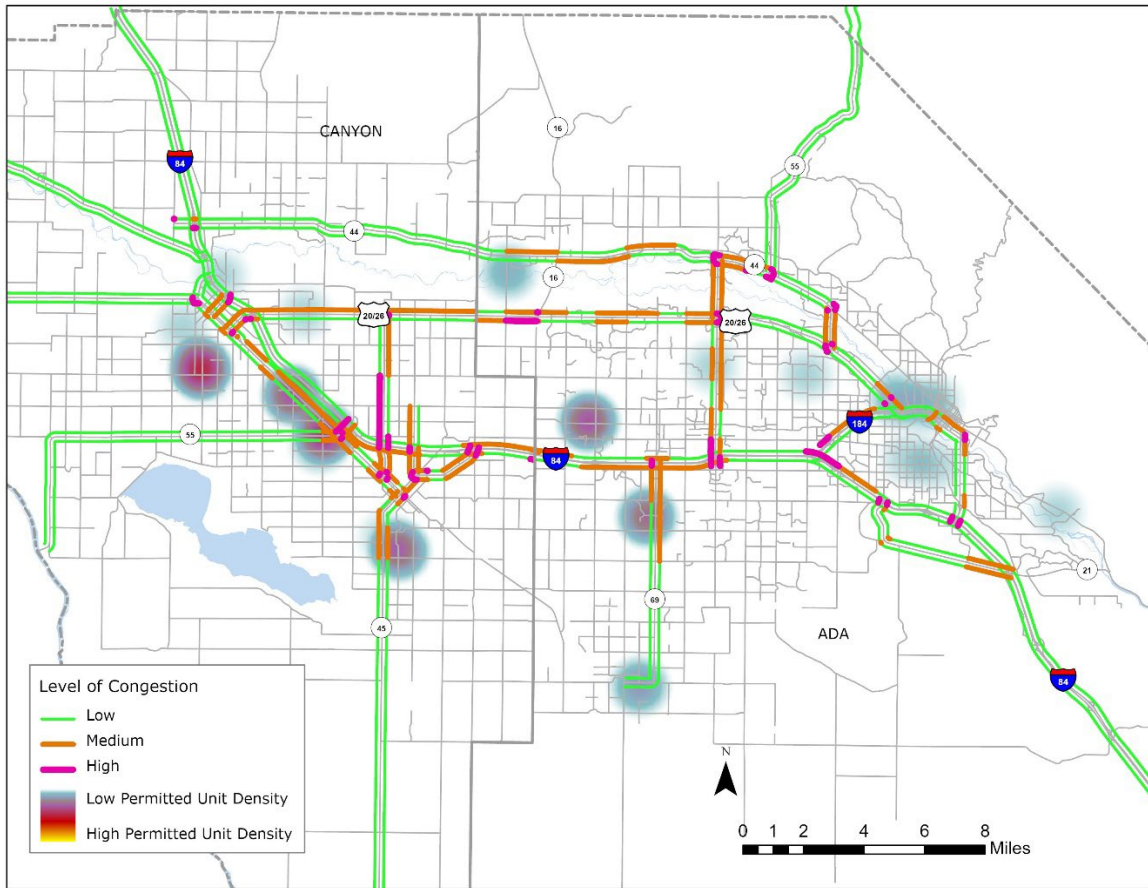 CANYON
16
84
55
44
44
16
20/26
20/26
184
55
84
21
69
ADA
45
84
Level of Congestion
Low
Medium
High
Low Permitted Unit Density
High Permitted Unit Density
N
0 1 2 4 6 8
Miles